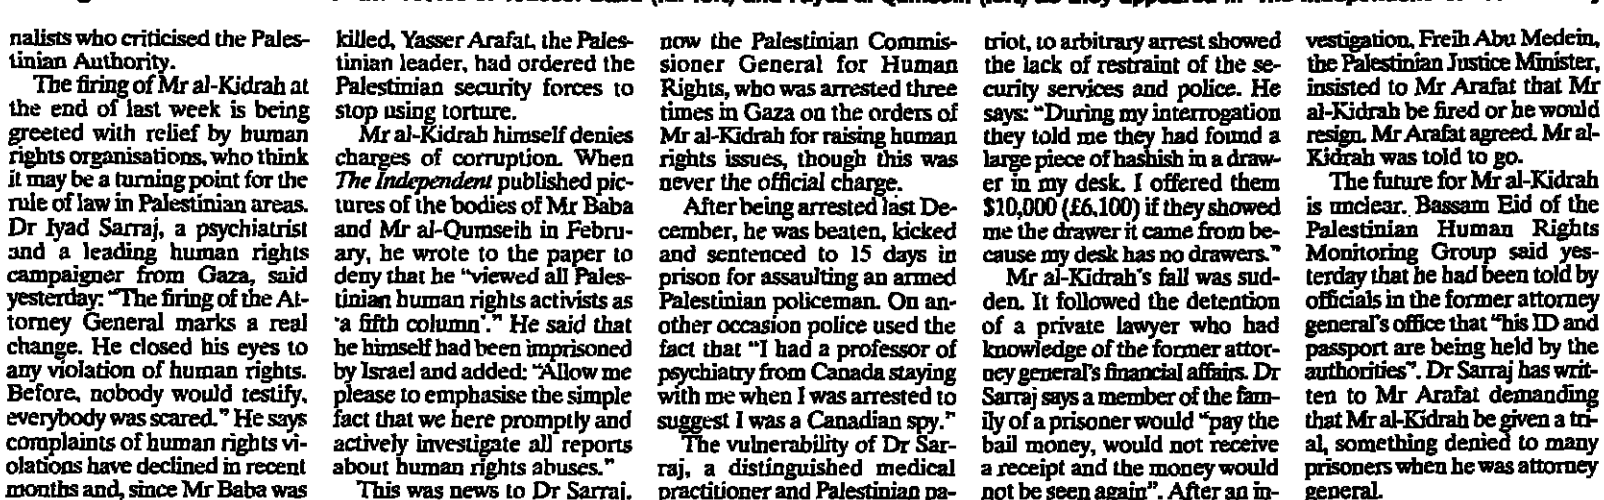 nalists who criticised the Pales-
tinian Authority.
The firing of Mr al-Kidrah at
the end of last week is being
greeted with relief by human
rights organisations, who think
it may be a turning point for the
rule of law in Palestinian areas.
Dr Iyad Sarraj, a psychiatrist
and a leading human rights
campaigner from Gaza, said
yesterday: “The firing of the At-
torney General marks a real
change. He closed his eyes to
any violation of human rights.
Before, nobody would testify,
everybody was scared.” He says
complaints of human rights vi-
olations have declined in recent
months and, since Mr Baba was
killed, Yasser Arafat, the Pales-
tinian leader, had ordered the
Palestinian security forces to
stop using torture.
Mr al-Kidrah himself denies
charges of corruption. When
The Independent published pic-
tures of the bodies of Mr Baba
and Mr al-Qumseih in Febru-
ary, he wrote to the paper to
deny that he “viewed all Pales-
tinian human rights activists as
‘a fifth column’.” He said that
he himself had been imprisoned
by Israel and added: “Allow me
please to emphasise the simple
fact that we here promptly and
actively investigate all reports
about human rights abuses.”
This was news to Dr Sarraj,
now the Palestinian Commis-
sioner General for Human
Rights, who was arrested three
times in Gaza on the orders of
Mr al-Kidrah for raising human
rights issues, though this was
never the official charge.
After being arrested last De-
cember, he was beaten, kicked
and sentenced to 15 days in
prison for assaulting an armed
Palestinian policeman. On an-
other occasion police used the
fact that “I had a professor of
psychiatry from Canada staying
with me when I was arrested to
suggest I was a Canadian spy.”
The vulnerability of Dr Sar-
raj, a distinguished medical
practitioner and Palestinian pa-
triot, to arbitrary arrest showed
the lack of restraint of the se-
curity services and police. He
says: “During my interrogation
they told me they had found a
large piece of hashish in a draw-
er in my desk. I offered them
$10,000 (£6,100) if they showed
me the drawer it came from be-
cause my desk has no drawers.”
Mr al-Kidrah's fall was sud-
den. It followed the detention
of a private lawyer who had
knowledge of the former attor-
ney general's financial affairs. Dr
Sarraj says a member of the fam-
ily of a prisoner would “pay the
bail money, would not receive
a receipt and the money would
not be seen again”. After an in-
vestigation, Freih Abu Medein,
the Palestinian Justice Minister,
insisted to Mr Arafat that Mr
al-Kidrah be fired or he would
resign. Mr Arafat agreed. Mr al-
Kidrah was told to go.
The future for Mr al-Kidrah
is unclear. Bassam Eid of the
Palestinian Human Rights
Monitoring Group said yes-
terday that he had been told by
officials in the former attorney
general's office that “his ID and
passport are being held by the
authorities”. Dr Sarraj has writ-
ten to Mr Arafat demanding
that Mr al-Kidrah be given a tri-
al, something denied to many
prisoners when he was attorney
general.